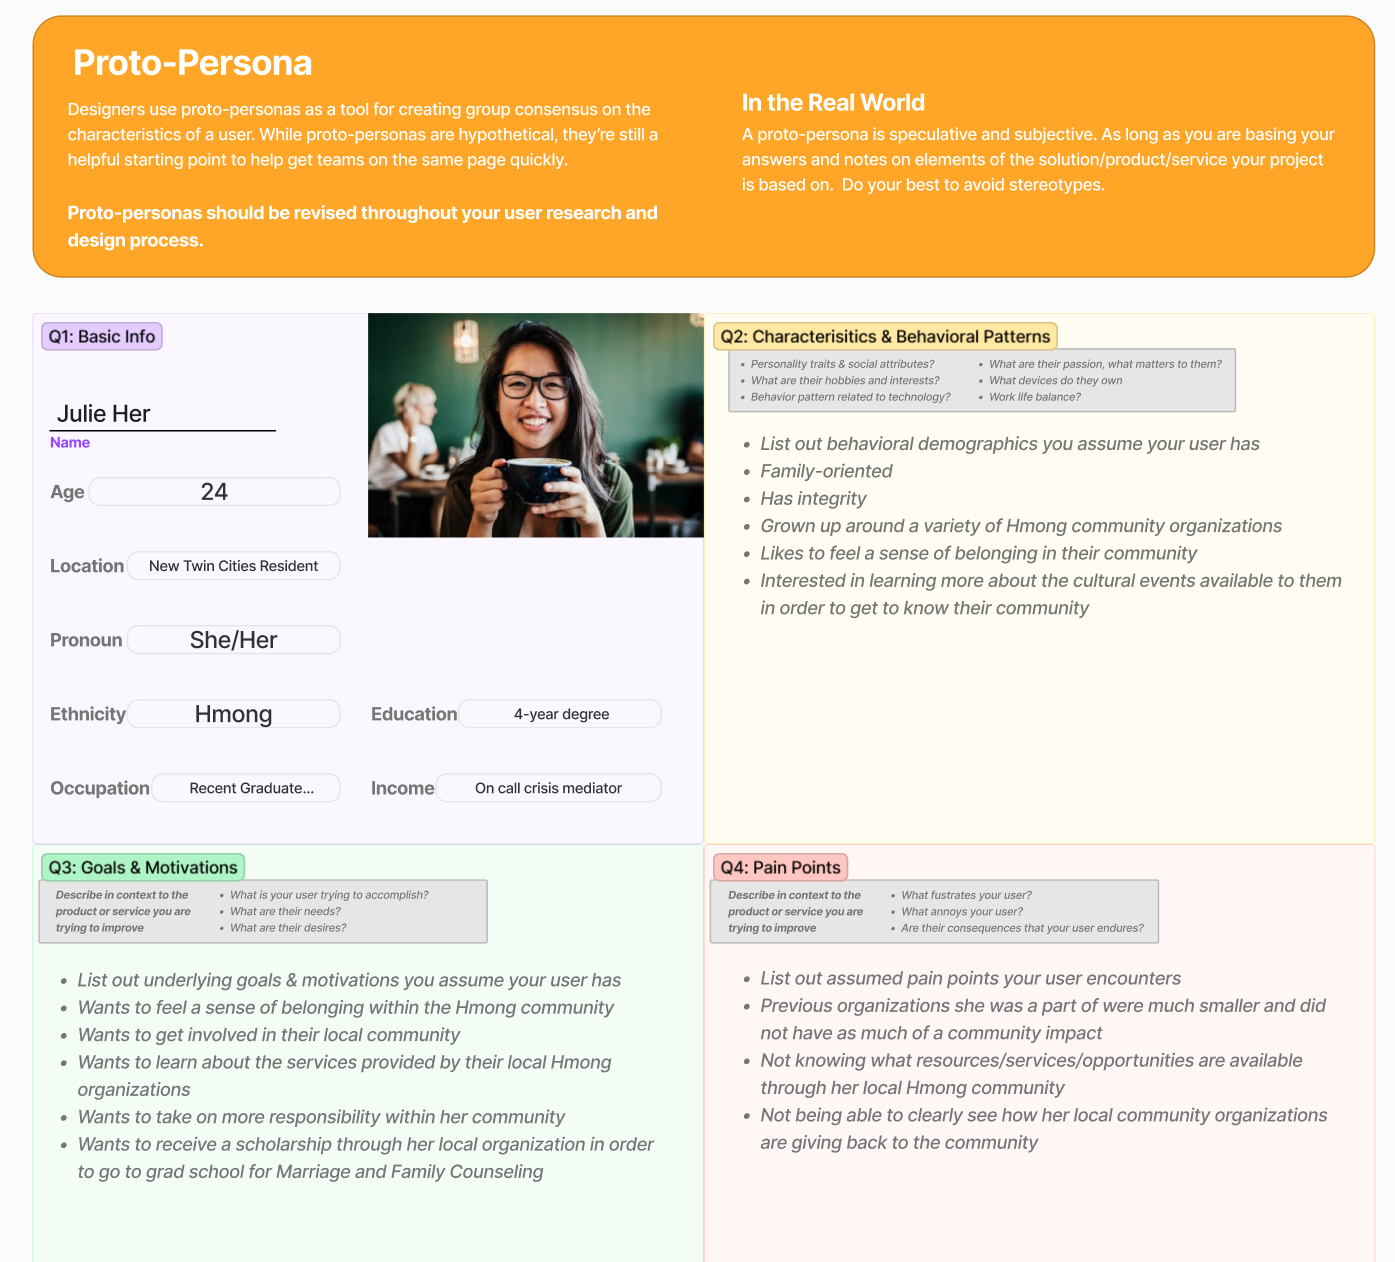 Proto-Persona
Designers use proto-personas as a tool for creating group consensus on the
characteristics of a user. While proto-personas are hypothetical, they're still a
helpful starting point to help get teams on the same page quickly.
Proto-personas should be revised throughout your user research and
design process.
In the Real World
A proto-persona is speculative and subjective. As long as you are basing your
answers and notes on elements of the solution/product/service your project
is based on.  Do your best to avoid stereotypes.
Q1: Basic Info
Julie Her
Name
Age 24
Location New Twin Cities Resident
Pronoun She/Her
Ethnicity Hmong
Education 4-year degree
Occupation Recent Graduate...
Income On call crisis mediator
Q2: Characterisitics & Behavioral Patterns
• Personality traits & social attributes?
• What are their hobbies and interests?
• Behavior pattern related to technology?
• What are their passion, what matters to them?
• What devices do they own
• Work life balance?
• List out behavioral demographics you assume your user has
• Family-oriented
• Has integrity
• Grown up around a variety of Hmong community organizations
• Likes to feel a sense of belonging in their community
• Interested in learning more about the cultural events available to them
in order to get to know their community
Q3: Goals & Motivations
Describe in context to the
product or service you are
trying to improve
• What is your user trying to accomplish?
• What are their needs?
• What are their desires?
• List out underlying goals & motivations you assume your user has
• Wants to feel a sense of belonging within the Hmong community
• Wants to get involved in their local community
• Wants to learn about the services provided by their local Hmong
organizations
• Wants to take on more responsibility within her community
• Wants to receive a scholarship through her local organization in order
to go to grad school for Marriage and Family Counseling
Q4: Pain Points
Describe in context to the
product or service you are
trying to improve
• What fustrates your user?
• What annoys your user?
• Are their consequences that your user endures?
• List out assumed pain points your user encounters
• Previous organizations she was a part of were much smaller and did
not have as much of a community impact
• Not knowing what resources/services/opportunities are available
through her local Hmong community
• Not being able to clearly see how her local community organizations
are giving back to the community